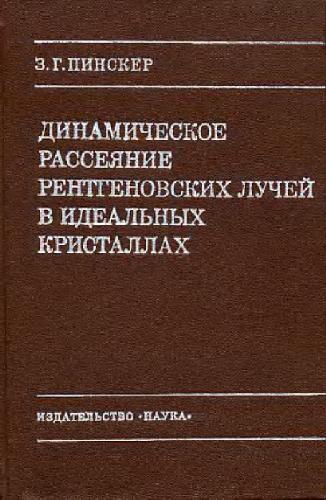 З. Г. ПИНСКЕР
ДИНАМИЧЕСКОЕ
РАССЕЯНИЕ
РЕНТГЕНОВСКИХ ЛУЧЕЙ
В ИДЕАЛЬНЫХ
КРИСТАЛЛАХ
ИЗДАТЕЛЬСТВО «НАУКА»